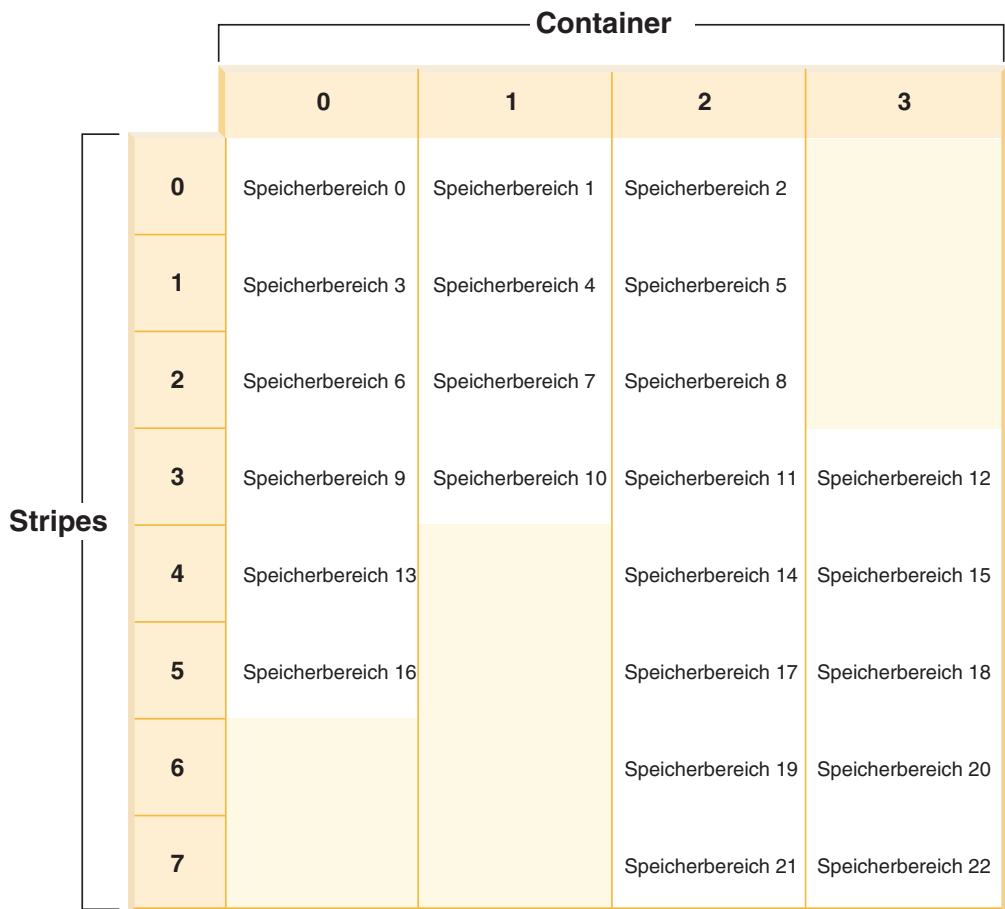 Container
0 1 2 3
0 Speicherbereich 0 Speicherbereich 1 Speicherbereich 2
1 Speicherbereich 3 Speicherbereich 4 Speicherbereich 5
2 Speicherbereich 6 Speicherbereich 7 Speicherbereich 8
3 Speicherbereich 9 Speicherbereich 10 Speicherbereich 11 Speicherbereich 12
Stripes
4 Speicherbereich 13 Speicherbereich 14 Speicherbereich 15
5 Speicherbereich 16 Speicherbereich 17 Speicherbereich 18
6 Speicherbereich 19 Speicherbereich 20
7 Speicherbereich 21 Speicherbereich 22